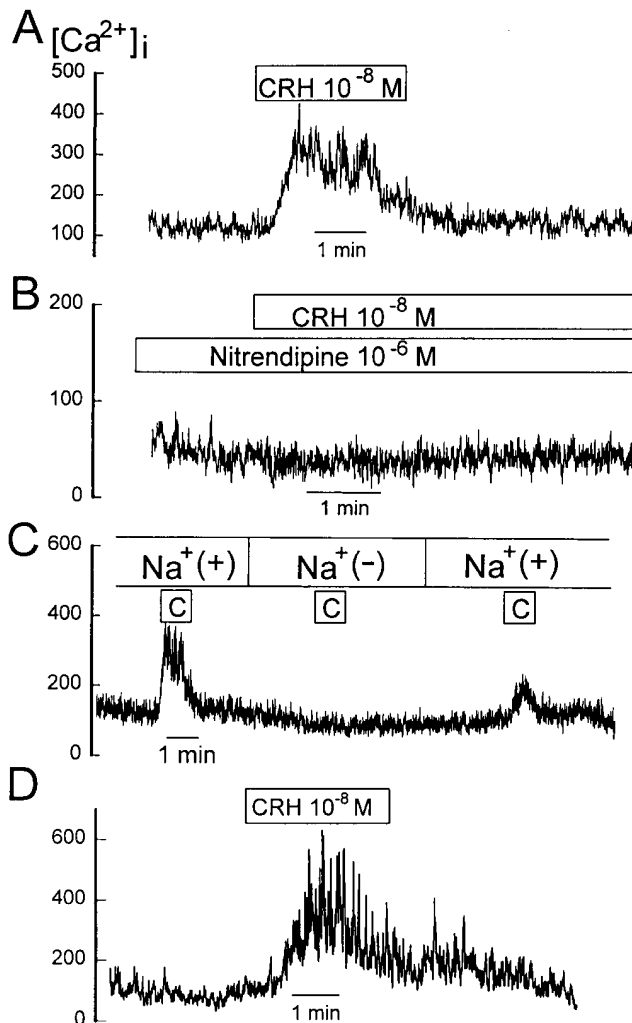 A [Ca²⁺]i
500
CRH 10⁻⁸ M
400
300
200
100
1 min
B
200
CRH 10⁻⁸ M
Nitrendipine 10⁻⁶ M
100
0
1 min
C
600
Na⁺(+) Na⁺(-) Na⁺(+)
C C C
400
200
0
1 min
D
CRH 10⁻⁸ M
600
400
200
0
1 min